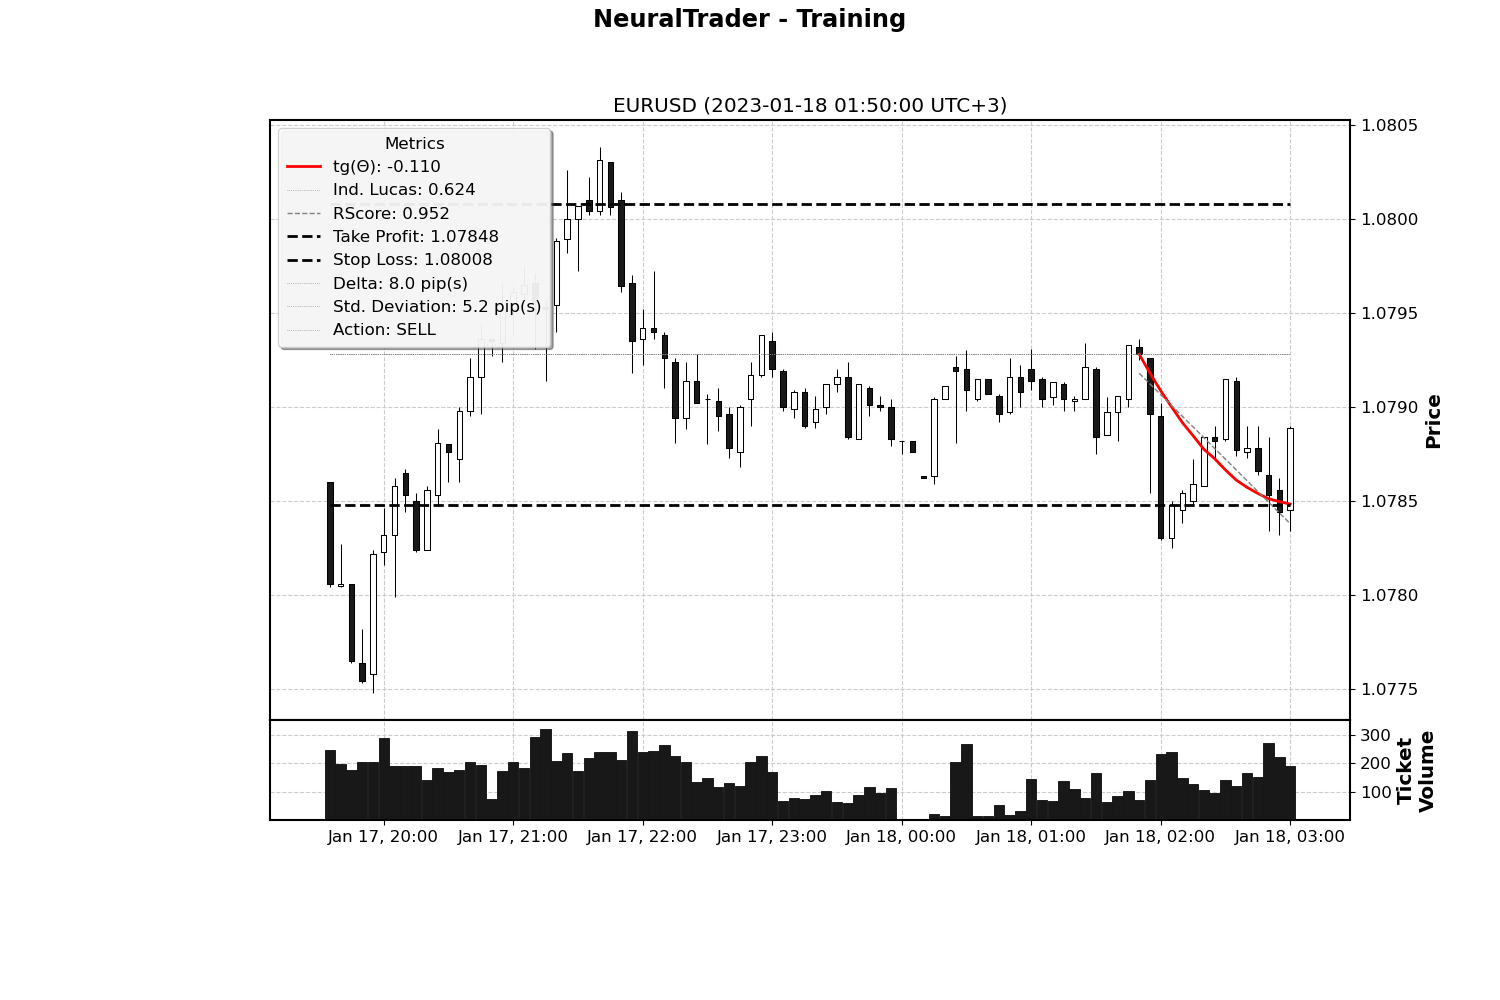 NeuralTrader - Training
EURUSD (2023-01-18 01:50:00 UTC+3)
Metrics
tg(Θ): -0.110
Ind. Lucas: 0.624
RScore: 0.952
Take Profit: 1.07848
Stop Loss: 1.08008
Delta: 8.0 pip(s)
Std. Deviation: 5.2 pip(s)
Action: SELL
1.0805
1.0800
1.0795
1.0790
1.0785
1.0780
1.0775
Price
300
200
100
Ticket
Volume
Jan 17, 20:00
Jan 17, 21:00
Jan 17, 22:00
Jan 17, 23:00
Jan 18, 00:00
Jan 18, 01:00
Jan 18, 02:00
Jan 18, 03:00